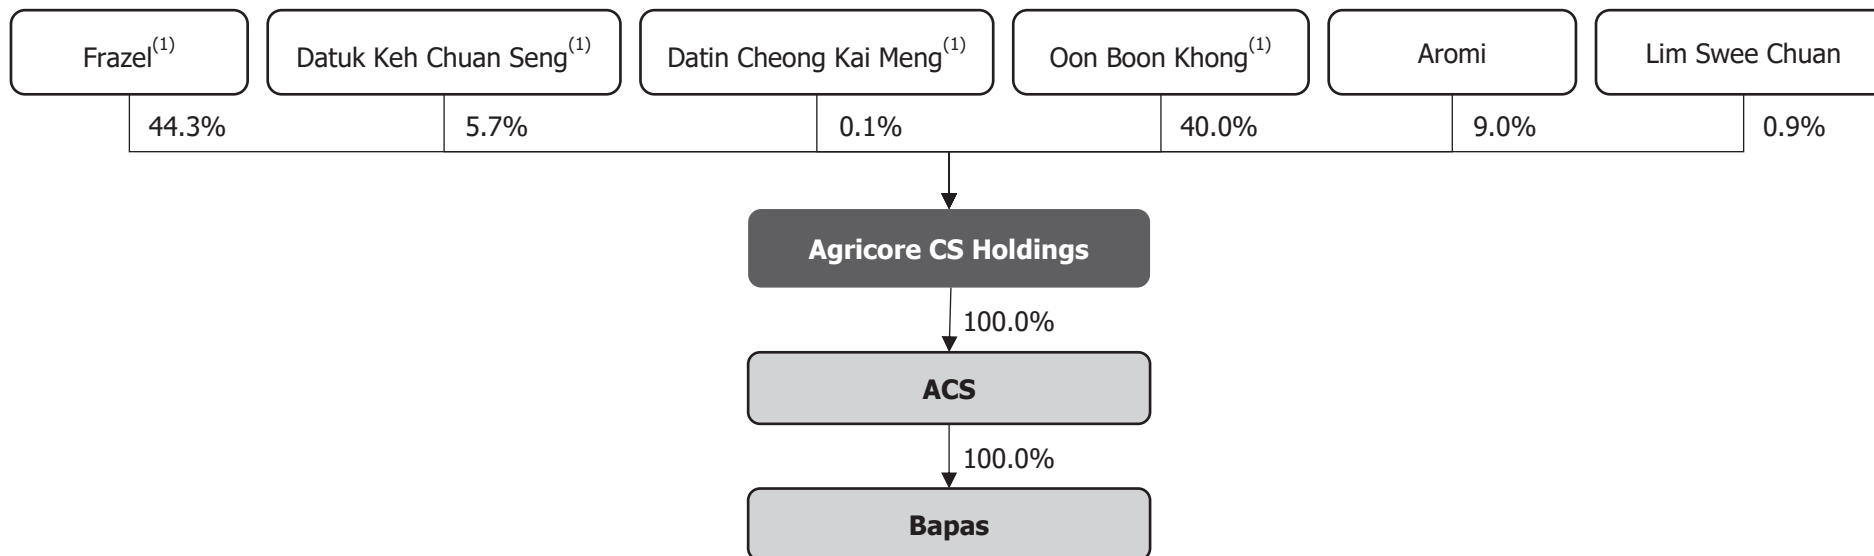 Frazel(1)
Datuk Keh Chuan Seng(1)
Datin Cheong Kai Meng(1)
Oon Boon Khong(1)
Aromi
Lim Swee Chuan
44.3%
5.7%
0.1%
40.0%
9.0%
0.9%
Agricore CS Holdings
100.0%
ACS
100.0%
Bapas